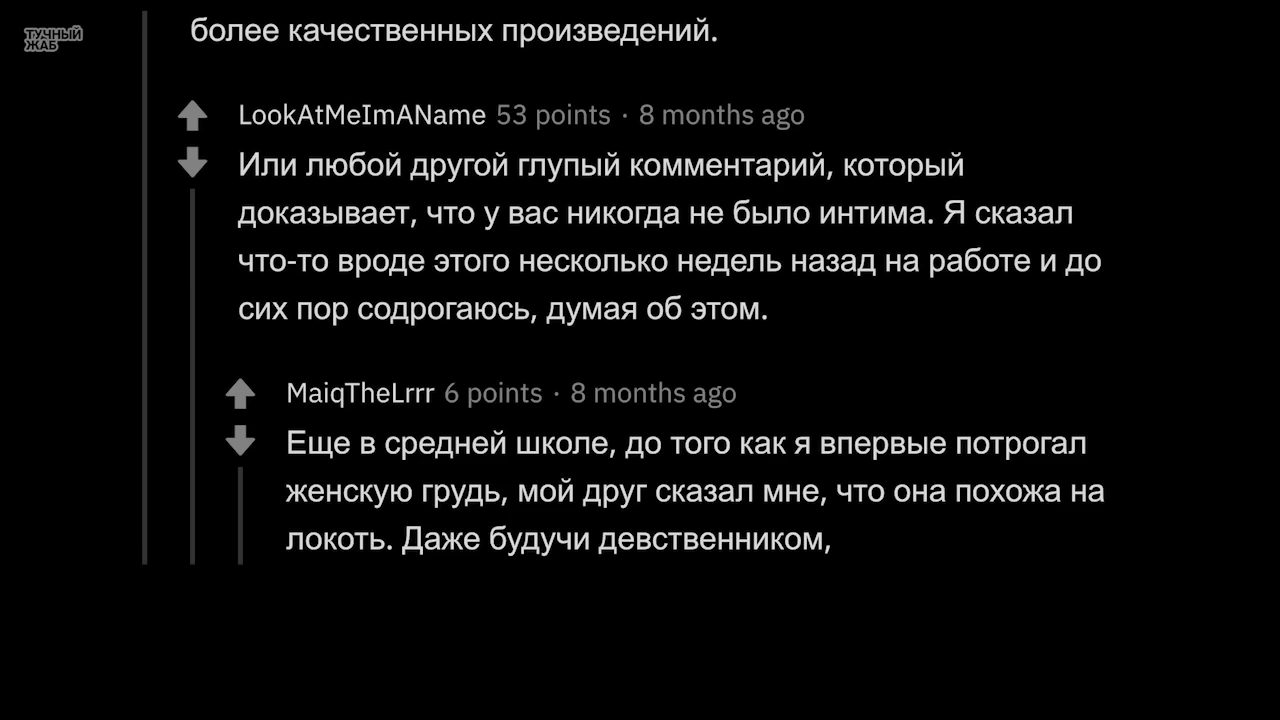 ТУЧНЫЙ
ЖАБ
более качественных произведений.
LookAtMeImAName 53 points · 8 months ago
Или любой другой глупый комментарий, который
доказывает, что у вас никогда не было интима. Я сказал
что-то вроде этого несколько недель назад на работе и до
сих пор содрогаюсь, думая об этом.
MaiqTheLrrr 6 points · 8 months ago
Еще в средней школе, до того как я впервые потрогал
женскую грудь, мой друг сказал мне, что она похожа на
локоть. Даже будучи девственником,